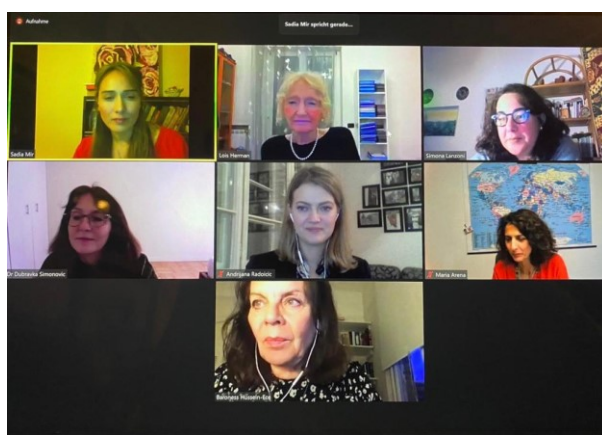 Aufnahme
Sadia Mir spricht gerade...
Sadia Mir
Lois Herman
Simona Lanzoni
Dr Dubravka Simonovic
Andrijana Radoicic
Maria Arena
Baroness Hussein-Ece